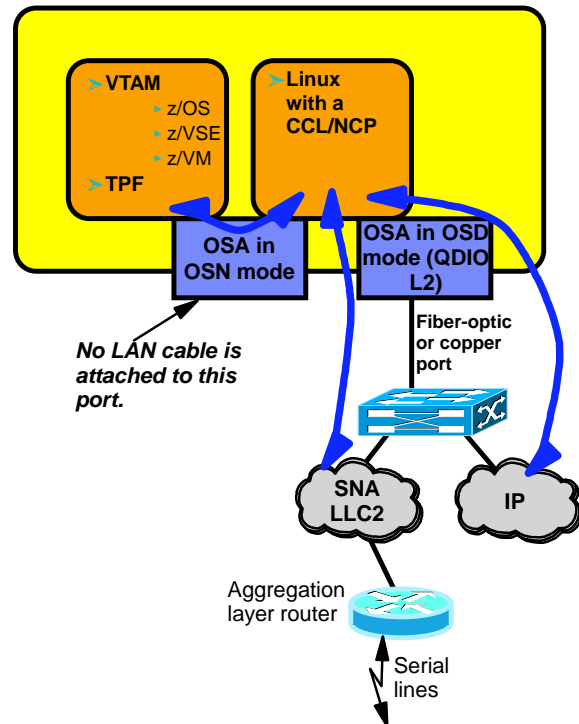 VTAM
z/OS
z/VSE
z/VM
TPF
Linux
with a
CCL/NCP
OSA in
OSN mode
OSA in OSD
mode (QDIO
L2)
No LAN cable is
attached to this
port.
Fiber-optic
or copper
port
SNA
LLC2
IP
Aggregation
layer router
Serial
lines